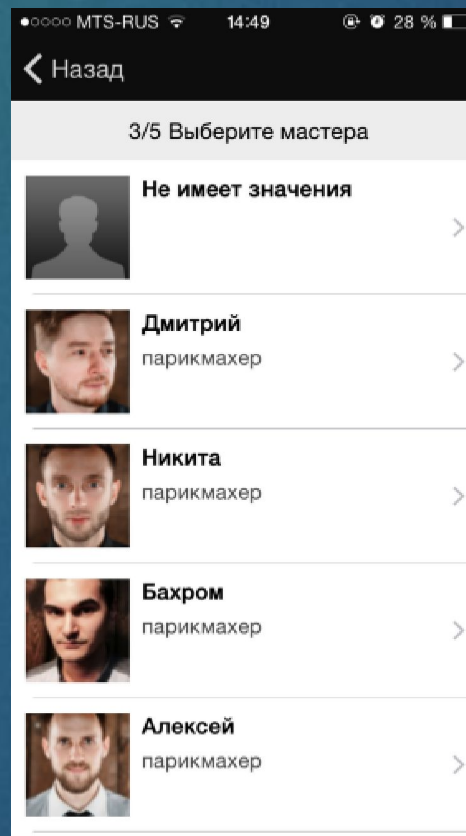 MTS-RUS 14:49 28 %
Назад
3/5 Выберите мастера
Не имеет значения
Дмитрий
парикмахер
Никита
парикмахер
Бахром
парикмахер
Алексей
парикмахер